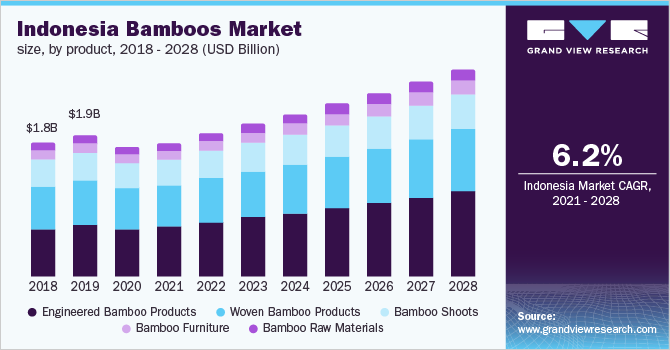 Indonesia Bamboos Market
size, by product, 2018 - 2028 (USD Billion)
$1.8B
$1.9B
2018 2019 2020 2021 2022 2023 2024 2025 2026 2027 2028
Engineered Bamboo Products Woven Bamboo Products Bamboo Shoots
Bamboo Furniture Bamboo Raw Materials
GRAND VIEW RESEARCH
6.2%
Indonesia Market CAGR,
2021 - 2028
Source:
www.grandviewresearch.com